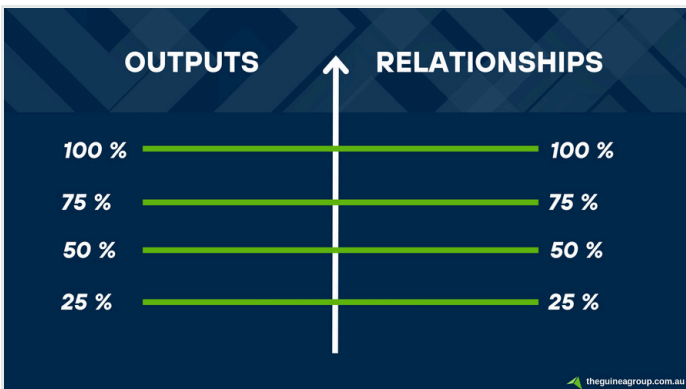 OUTPUTS RELATIONSHIPS
100 % 100 %
75 % 75 %
50 % 50 %
25 % 25 %
theguineagroup.com.au